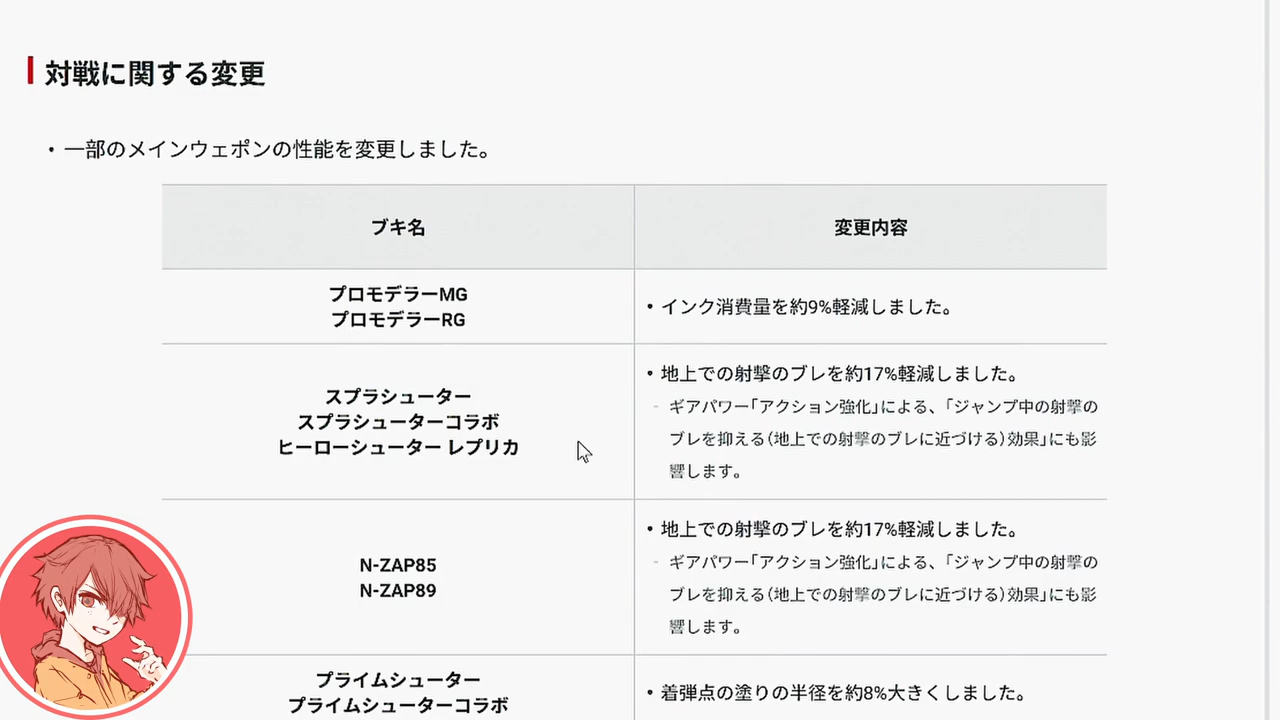 対戦に関する変更
・一部のメインウェポンの性能を変更しました。
ブキ名
変更内容
プロモデラーMG
プロモデラーRG
・インク消費量を約9%軽減しました。
スプラシューター
スプラシューターコラボ
ヒーローシューター レプリカ
・地上での射撃のブレを約17%軽減しました。
- ギアパワー「アクション強化」による、「ジャンプ中の射撃の
ブレを抑える（地上での射撃のブレに近づける）効果」にも影
響します。
N-ZAP85
N-ZAP89
・地上での射撃のブレを約17%軽減しました。
- ギアパワー「アクション強化」による、「ジャンプ中の射撃の
ブレを抑える（地上での射撃のブレに近づける）効果」にも影
響します。
プライムシューター
プライムシューターコラボ
・着弾点の塗りの半径を約8%大きくしました。